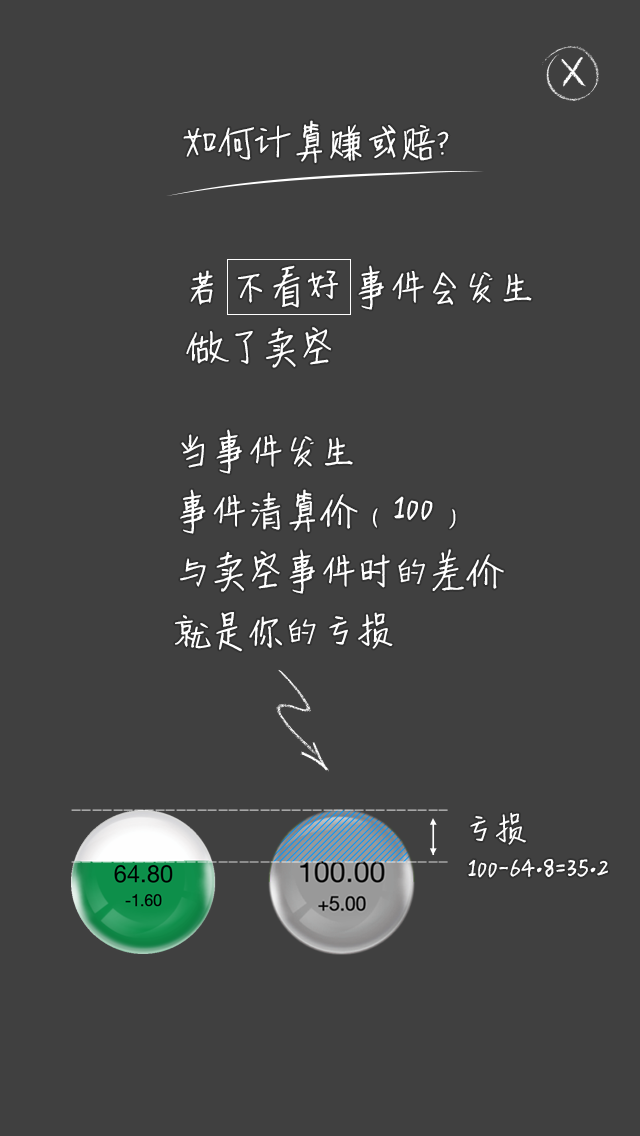 X
如何计算赚或赔?
若 不看好 事件会发生
做了卖空
当事件发生
事件清算价（100）
与卖空事件时的差价
就是你的亏损
亏损
100-64.8=35.2
64.80
-1.60
100.00
+5.00